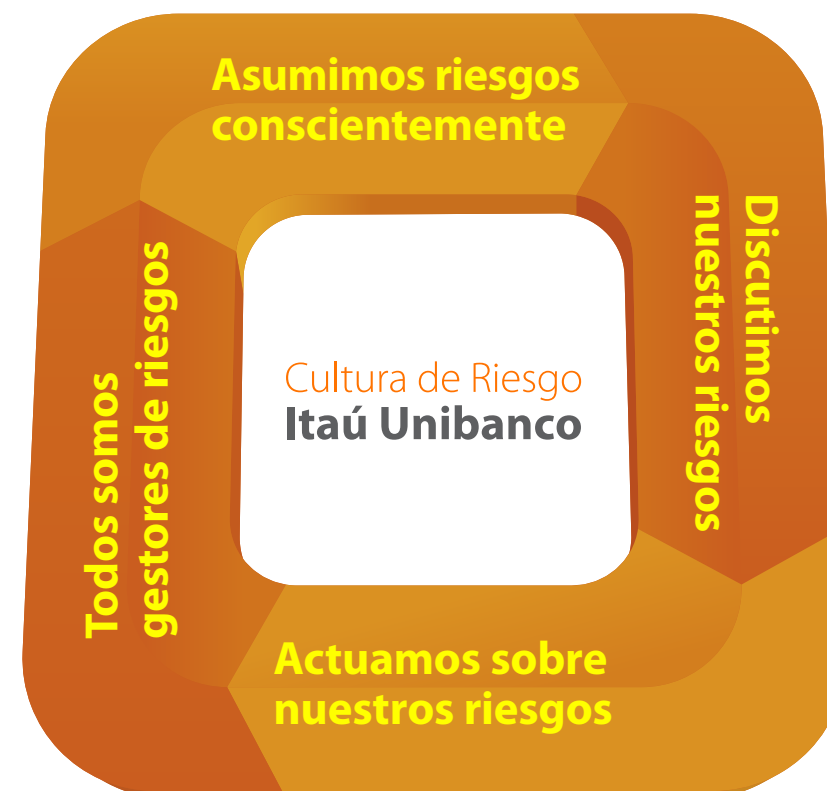 Asumimos riesgos
conscientemente
Discutimos
nuestros riesgos
Actuamos sobre
nuestros riesgos
Todos somos
gestores de riesgos
Cultura de Riesgo
Itaú Unibanco